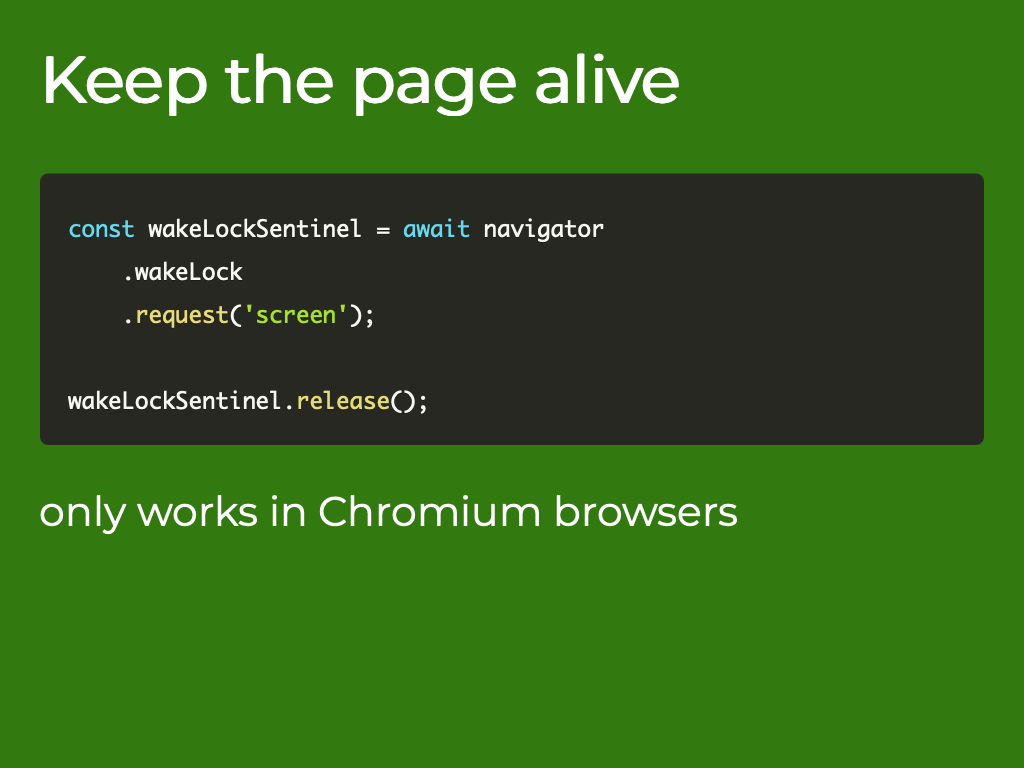 Keep the page alive
const wakeLockSentinel = await navigator
    .wakeLock
    .request('screen');
wakeLockSentinel.release();
only works in Chromium browsers